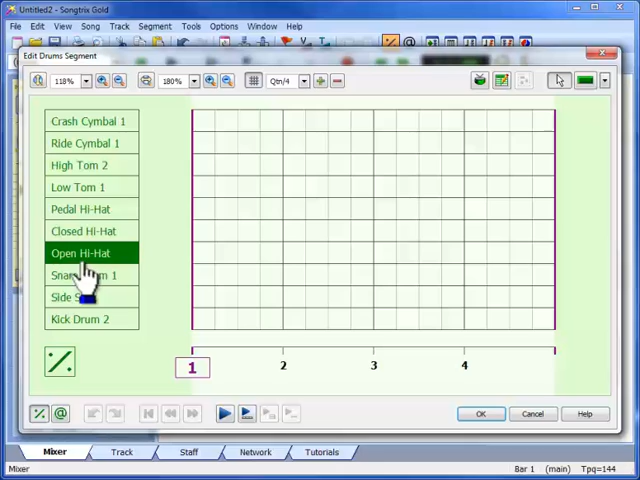 Untitled2 - Songtrix Gold
File Edit View Song Track Segment Tools Options Window Help
Edit Drums Segment
118% 180% Qtn/4
Crash Cymbal 1
Ride Cymbal 1
High Tom 2
Low Tom 1
Pedal Hi-Hat
Closed Hi-Hat
Open Hi-Hat
1
Side
Kick Drum 2
1 2 3 4
OK Cancel Help
Mixer Track Staff Network Tutorials
Mixer Bar 1 (main) Tpq=144